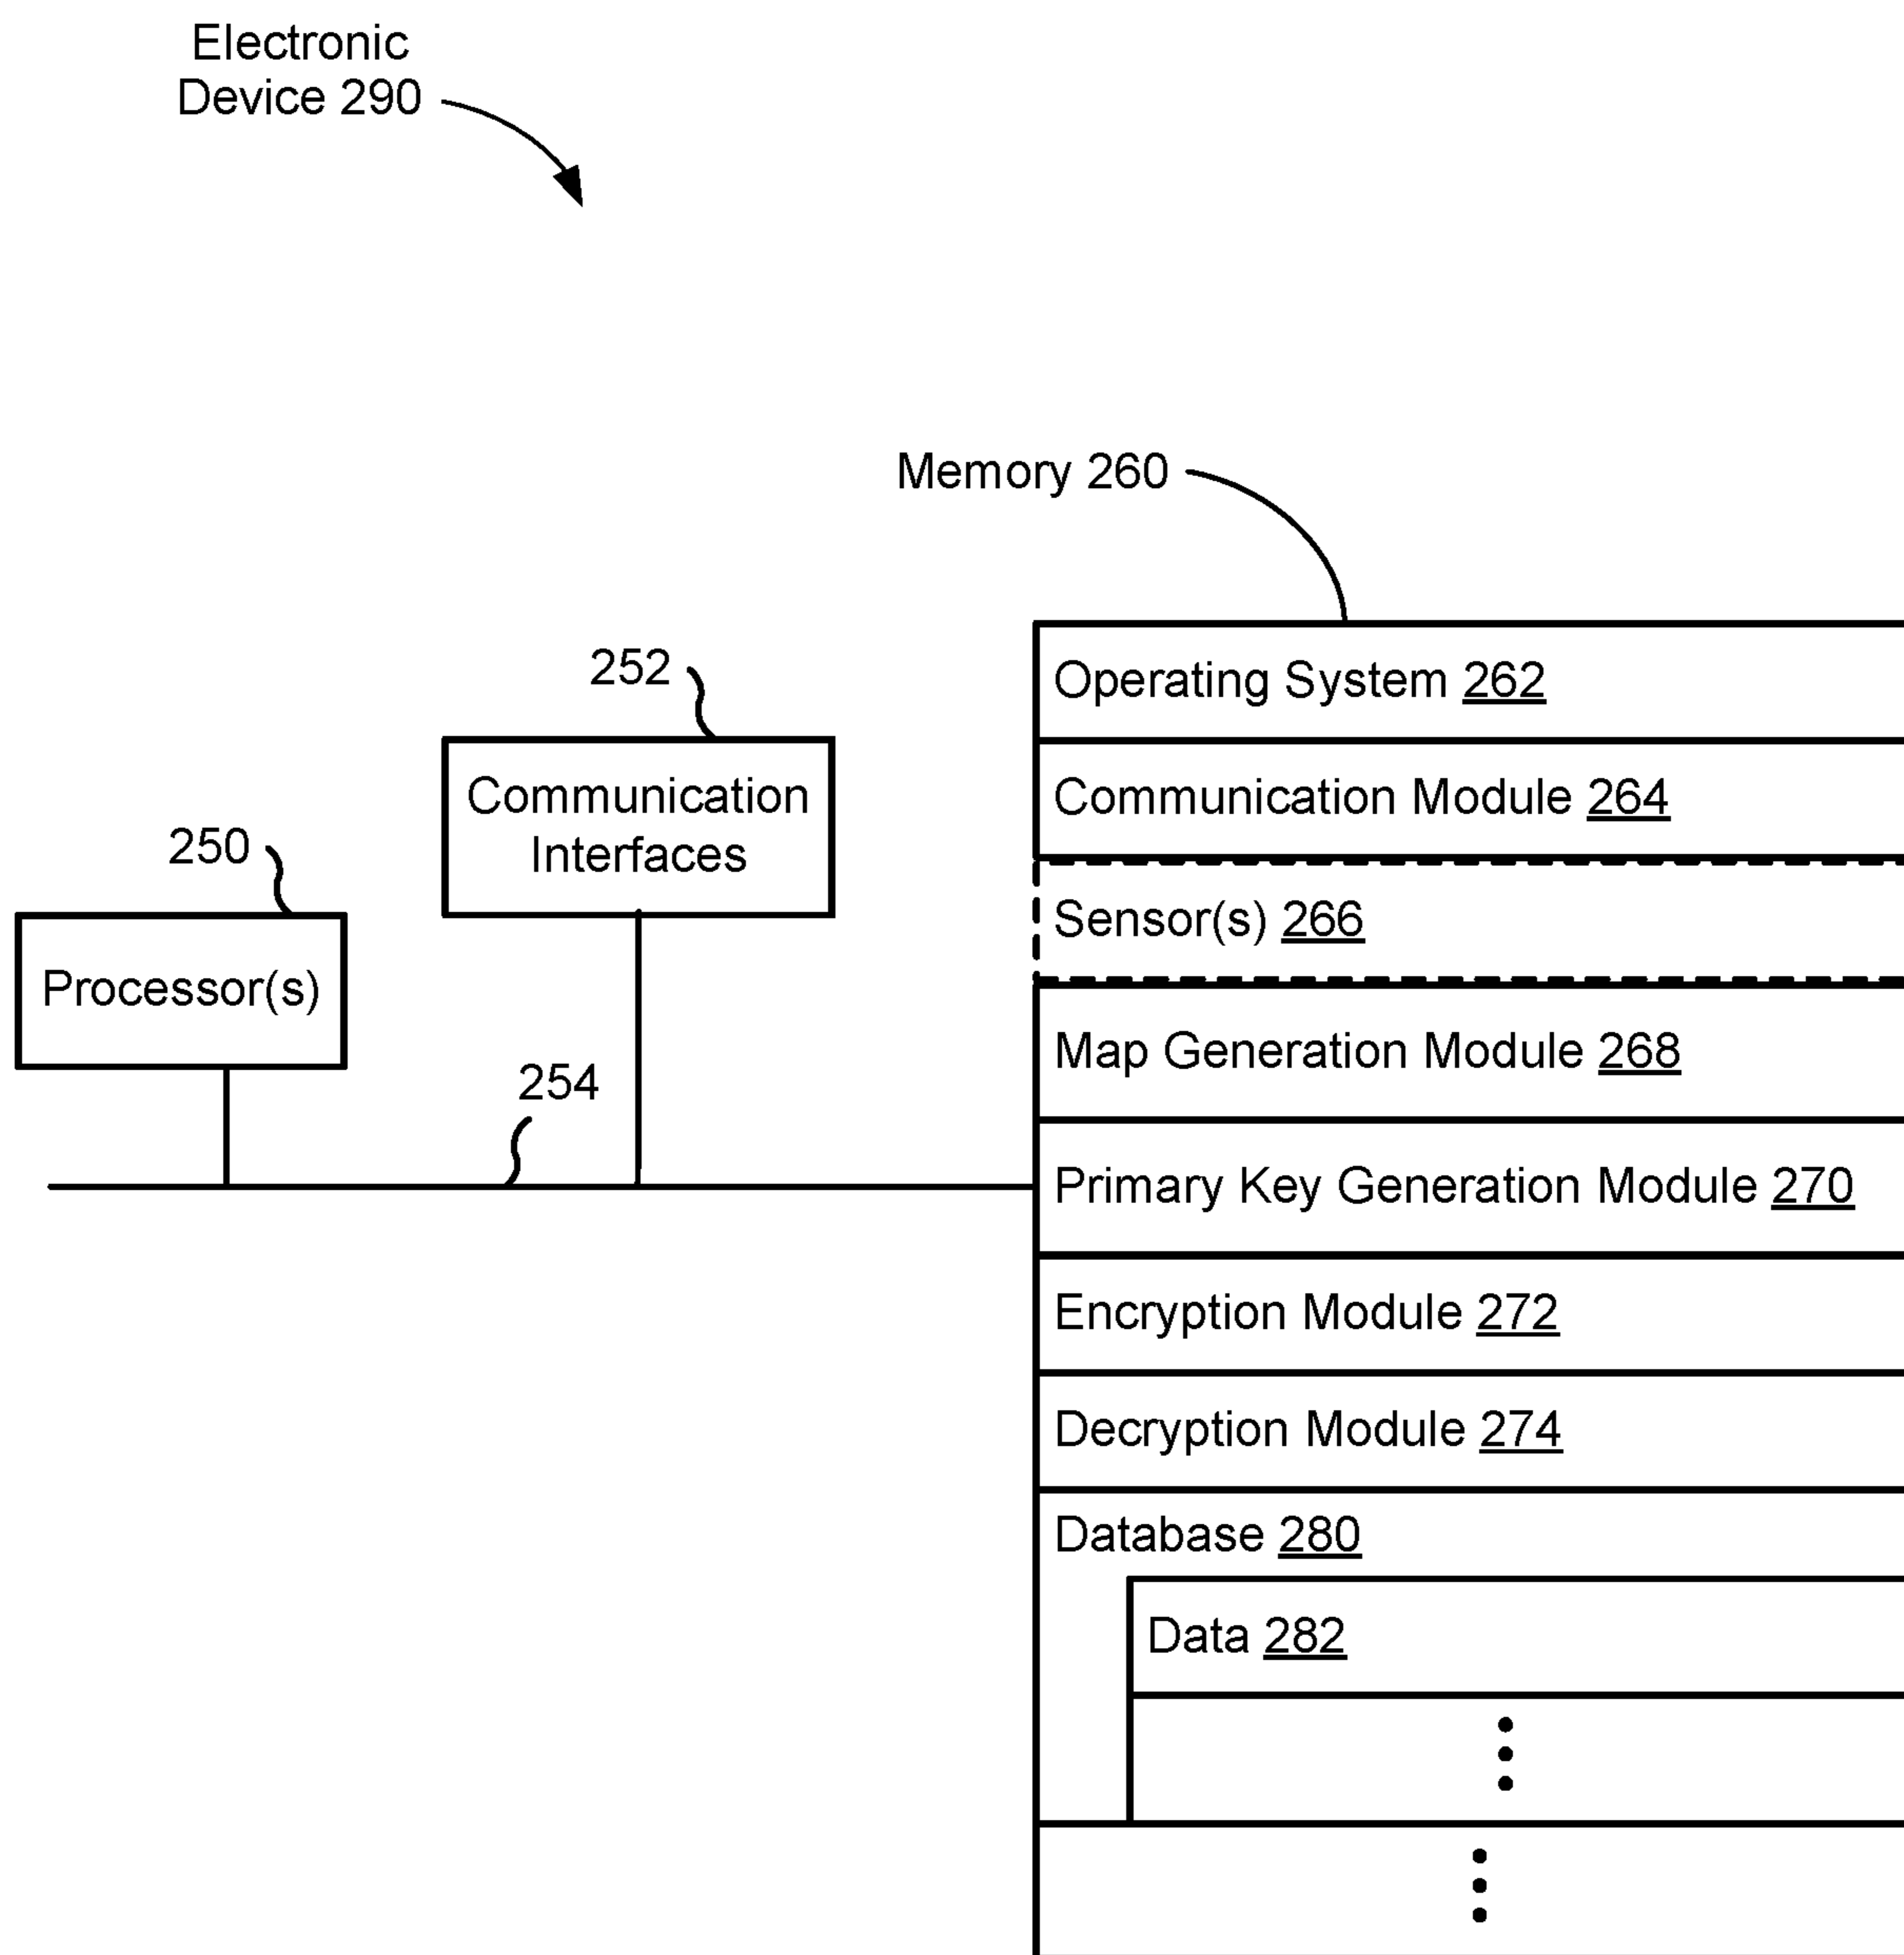 Electronic
Device 290
Memory 260
252
Operating System 262
Communication
Interfaces
Communication Module 264
250
Sensor(s) 266
Processor(s)
Map Generation Module 268
254
Primary Key Generation Module 270
Encryption Module 272
Decryption Module 274
Database 280
Data 282